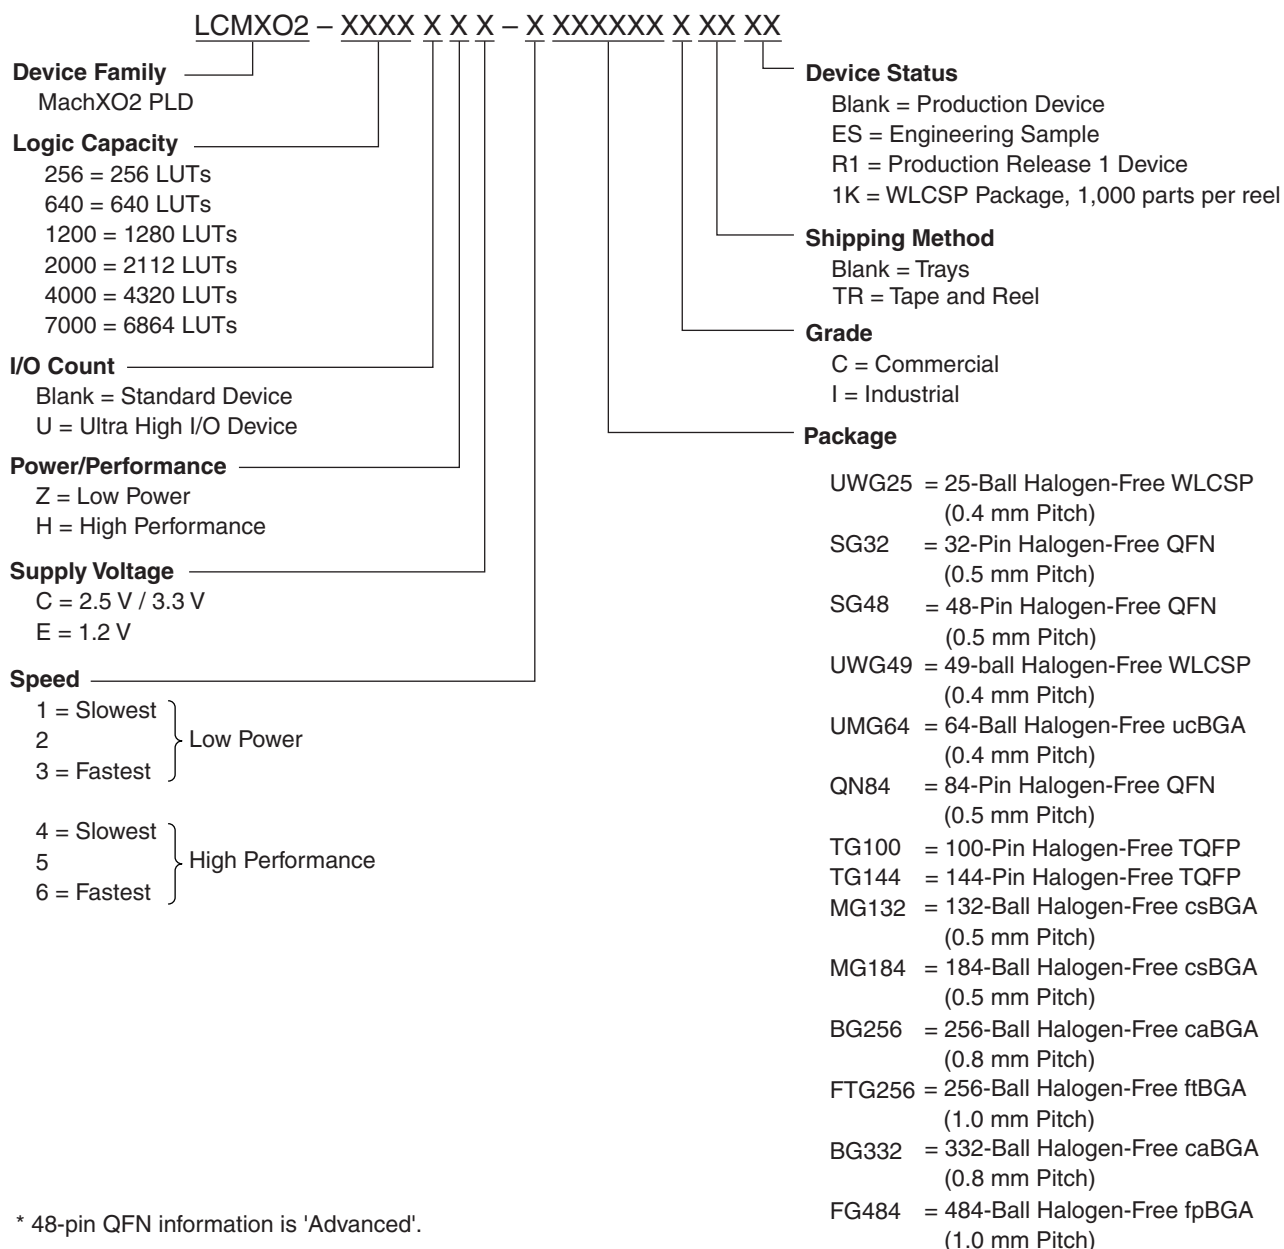 LCMXO2 – XXXX X X X – X XXXXXX X XX XX
Device Family
MachXO2 PLD
Logic Capacity
256 = 256 LUTs
640 = 640 LUTs
1200 = 1280 LUTs
2000 = 2112 LUTs
4000 = 4320 LUTs
7000 = 6864 LUTs
I/O Count
Blank = Standard Device
U = Ultra High I/O Device
Power/Performance
Z = Low Power
H = High Performance
Supply Voltage
C = 2.5 V / 3.3 V
E = 1.2 V
Speed
1 = Slowest
2
3 = Fastest
Low Power
4 = Slowest
5
6 = Fastest
High Performance
Device Status
Blank = Production Device
ES = Engineering Sample
R1 = Production Release 1 Device
1K = WLCSP Package, 1,000 parts per reel
Shipping Method
Blank = Trays
TR = Tape and Reel
Grade
C = Commercial
I = Industrial
Package
UWG25 = 25-Ball Halogen-Free WLCSP
(0.4 mm Pitch)
SG32 = 32-Pin Halogen-Free QFN
(0.5 mm Pitch)
SG48 = 48-Pin Halogen-Free QFN
(0.5 mm Pitch)
UWG49 = 49-ball Halogen-Free WLCSP
(0.4 mm Pitch)
UMG64 = 64-Ball Halogen-Free ucBGA
(0.4 mm Pitch)
QN84 = 84-Pin Halogen-Free QFN
(0.5 mm Pitch)
TG100 = 100-Pin Halogen-Free TQFP
TG144 = 144-Pin Halogen-Free TQFP
MG132 = 132-Ball Halogen-Free csBGA
(0.5 mm Pitch)
MG184 = 184-Ball Halogen-Free csBGA
(0.5 mm Pitch)
BG256 = 256-Ball Halogen-Free caBGA
(0.8 mm Pitch)
FTG256 = 256-Ball Halogen-Free ftBGA
(1.0 mm Pitch)
BG332 = 332-Ball Halogen-Free caBGA
(0.8 mm Pitch)
FG484 = 484-Ball Halogen-Free fpBGA
(1.0 mm Pitch)
* 48-pin QFN information is 'Advanced'.